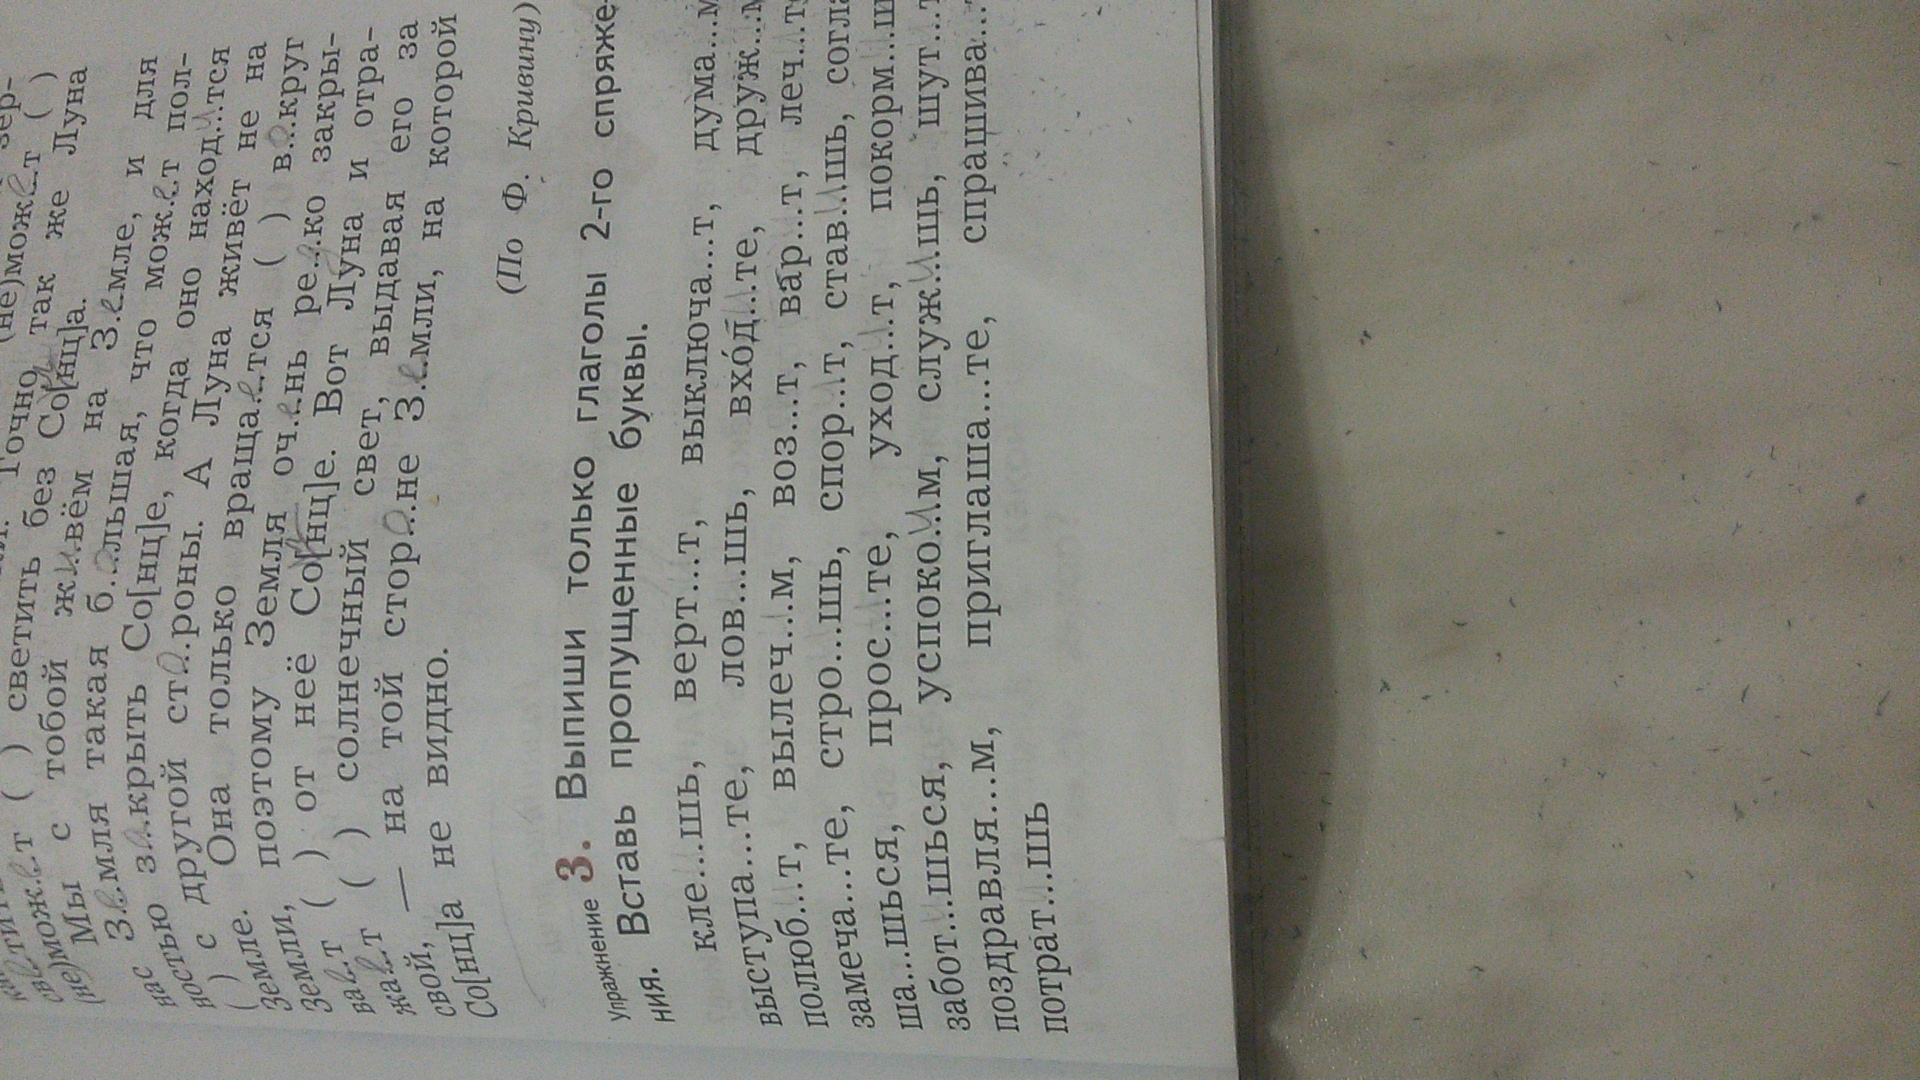 (не)мож...т
св...т ( ) светить без Со[нц]а. Точно так же Луна
(не)мож...т ( )
Мы с тобой ж...вём на З...мле, и для
нас З...мля такая б...льшая, что мож...т пол-
ностью з...крыть Со[нц]е, когда оно наход...тся
( ) с другой ст...роны. А Луна живёт не на
Земле. Она только враща...тся ( ) в...круг
Земли, поэтому Земля оч...нь ре...ко закры-
ва...т ( ) от неё Со[нц]е. Вот Луна и отра-
жа...т ( ) солнечный свет, выдавая его за
свой, — на той стор...не З...мли, на которой
Со[нц]а не видно.
(По Ф. Кривину)
Упражнение 3. Выпиши только глаголы 2-го спряже-
ния. Вставь пропущенные буквы.
кле...шь, верт...т, выключа...т, дума...м
выступа...те, лов...шь, вхо́д...те, друж...м
полюб...т, вылеч...м, воз...т, вар...т, леч...те
замеча...те, стро...шь, спор...т, став...шь, согла
ша...шься, прос...те, уход...т, покорм...ш
забот...шься, успоко...м, служ...шь, шут...т
поздравля...м, приглаша...те, спрашива...
потрат...шь